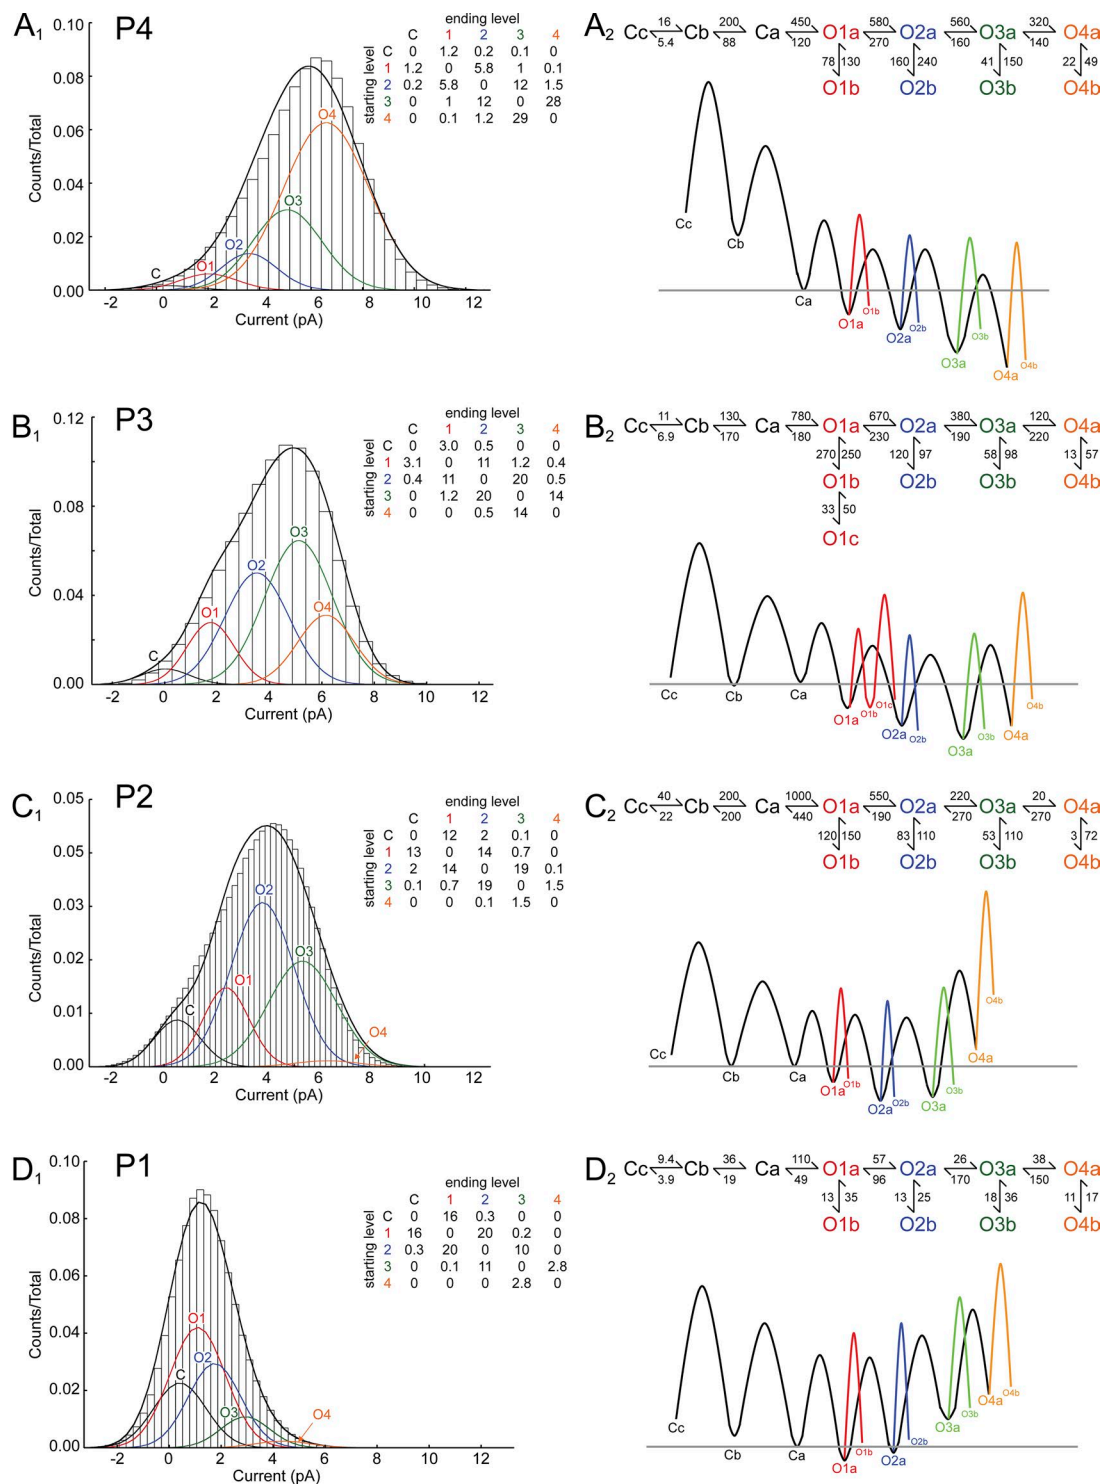 A1 P4
ending level
C 1 2 3 4
starting level
C 0 1.2 0.2 0.1 0
1 1.2 0 5.8 1 0.1
2 0.2 5.8 0 12 1.5
3 0 1 12 0 28
4 0 0.1 1.2 29 0
Counts/Total
0.10
0.08
0.06
0.04
0.02
0.00
C O1 O2 O3 O4
-2 0 2 4 6 8 10 12
Current (pA)
A2
16 200 450 580 560 320
Cc Cb Ca O1a O2a O3a O4a
5.4 88 120 270 160 140
78 130 160 240 41 150 22 49
O1b O2b O3b O4b
Cc Cb Ca O1a O1b O2a O2b O3a O3b O4a O4b
B1 P3
ending level
C 1 2 3 4
starting level
C 0 3.0 0.5 0 0
1 3.1 0 11 1.2 0.4
2 0.4 11 0 20 0.5
3 0 1.2 20 0 14
4 0 0 0.5 14 0
Counts/Total
0.12
0.08
0.04
0.00
C O1 O2 O3 O4
-2 0 2 4 6 8 10 12
Current (pA)
B2
11 130 780 670 380 120
Cc Cb Ca O1a O2a O3a O4a
6.9 170 180 230 190 220
270 250 120 97 58 98 13 57
O1b O2b O3b O4b
33 50
O1c
Cc Cb Ca O1a O1b O1c O2a O2b O3a O3b O4a O4b
C1 P2
ending level
C 1 2 3 4
starting level
C 0 12 2 0.1 0
1 13 0 14 0.7 0
2 2 14 0 19 0.1
3 0.1 0.7 19 0 1.5
4 0 0 0.1 1.5 0
Counts/Total
0.05
0.05
0.03
0.02
0.01
0.00
C O1 O2 O3 O4
-2 0 2 4 6 8 10 12
Current (pA)
C2
40 200 1000 550 220 20
Cc Cb Ca O1a O2a O3a O4a
22 200 440 190 270 270
120 150 83 110 53 110 3 72
O1b O2b O3b O4b
Cc Cb Ca O1a O1b O2a O2b O3a O3b O4a O4b
D1 P1
ending level
C 1 2 3 4
starting level
C 0 16 0.3 0 0
1 16 0 20 0.2 0
2 0.3 20 0 10 0
3 0 0.1 11 0 2.8
4 0 0 0 2.8 0
Counts/Total
0.10
0.08
0.06
0.04
0.02
0.00
C O1 O2 O3 O4
-2 0 2 4 6 8 10 12
Current (pA)
D2
9.4 36 110 57 26 38
Cc Cb Ca O1a O2a O3a O4a
3.9 19 49 96 170 150
13 35 13 25 18 36 11 17
O1b O2b O3b O4b
Cc Cb Ca O1a O1b O2a O2b O3a O3b O4a O4b